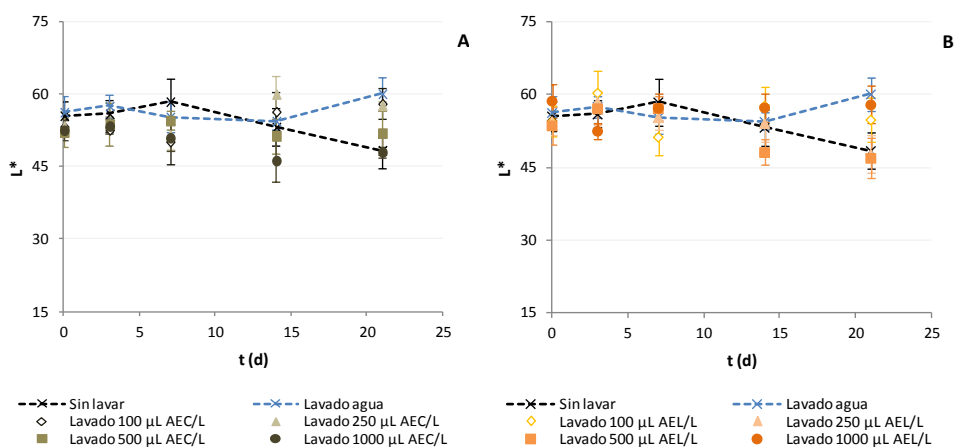 A
75
60
45
30
15
L*
0 5 10 15 20 25
t (d)
Sin lavar
Lavado agua
Lavado 100 µL AEC/L
Lavado 250 µL AEC/L
Lavado 500 µL AEC/L
Lavado 1000 µL AEC/L
B
75
60
45
30
15
L*
0 5 10 15 20 25
t (d)
Sin lavar
Lavado agua
Lavado 100 µL AEL/L
Lavado 250 µL AEL/L
Lavado 500 µL AEL/L
Lavado 1000 µL AEL/L